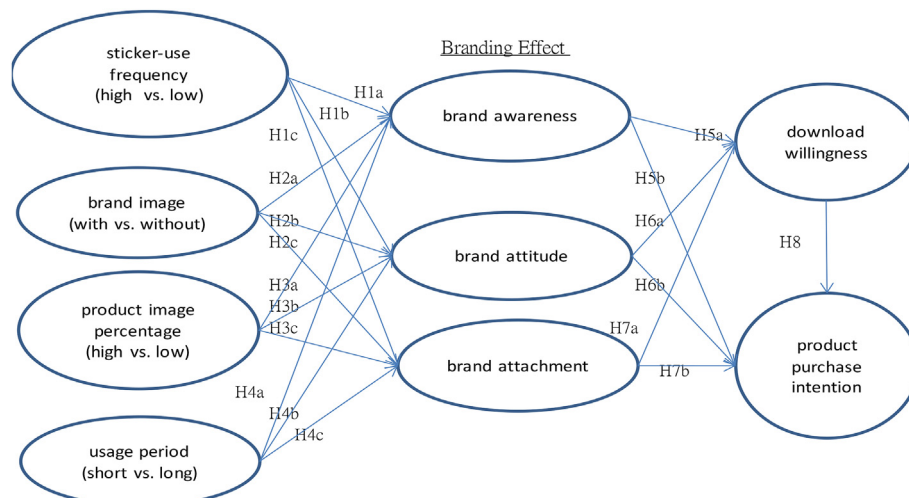 Branding Effect
sticker-use
frequency
(high vs. low)
brand image
(with vs. without)
product image
percentage
(high vs. low)
usage period
(short vs. long)
H1a
H1b
H1c
H2a
H2b
H2c
H3a
H3b
H3c
H4a
H4b
H4c
brand awareness
brand attitude
brand attachment
H5a
H5b
H6a
H6b
H7a
H7b
download
willingness
H8
product
purchase
intention